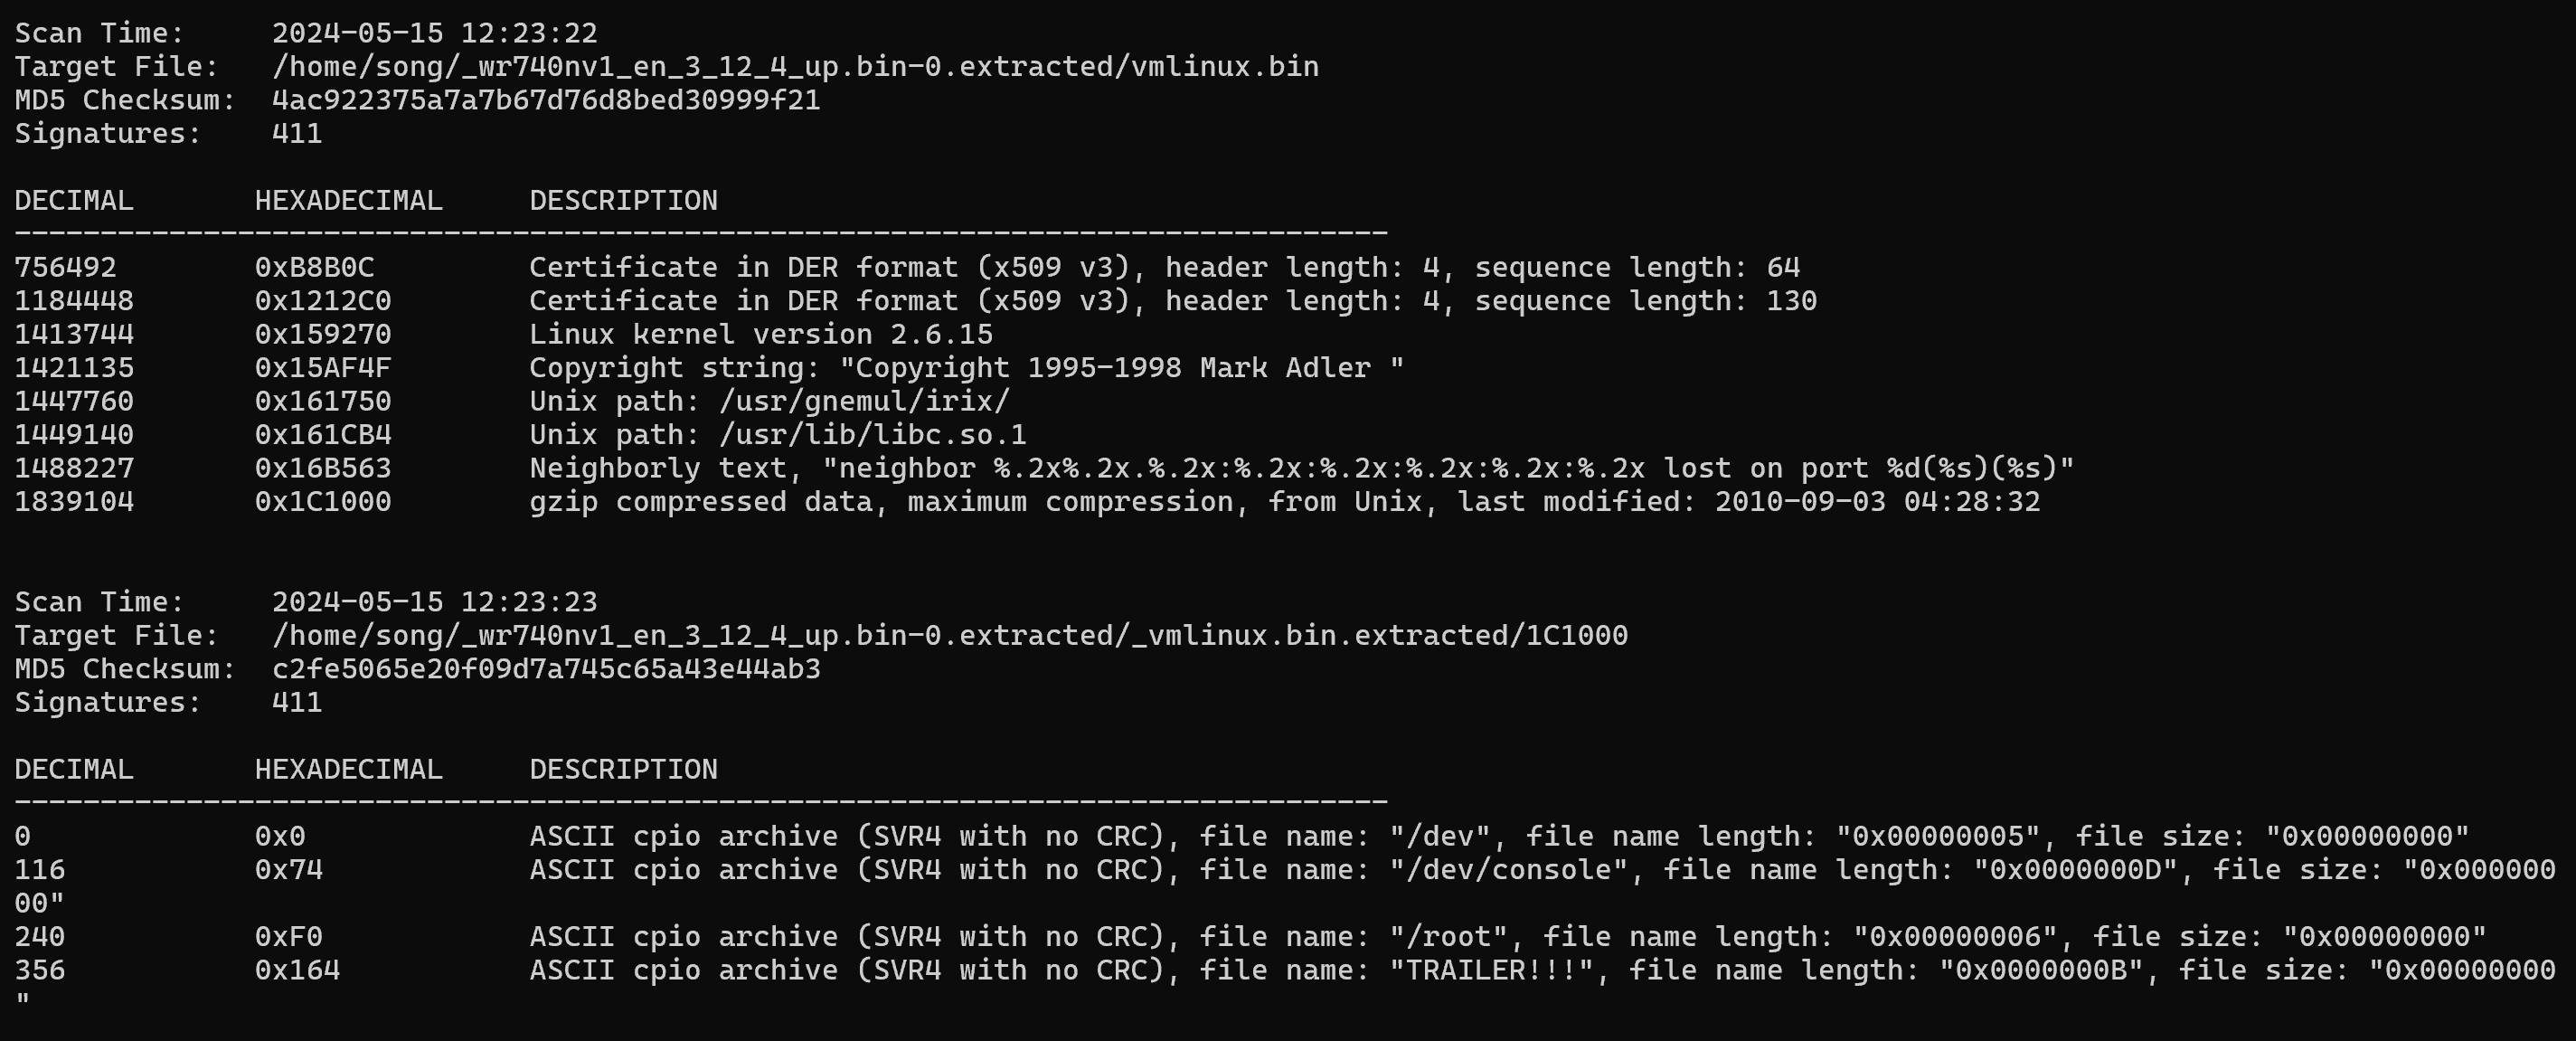 Scan Time:     2024-05-15 12:23:22
Target File:   /home/song/_wr740nv1_en_3_12_4_up.bin-0.extracted/vmlinux.bin
MD5 Checksum:  4ac922375a7a7b67d76d8bed30999f21
Signatures:    411
DECIMAL       HEXADECIMAL     DESCRIPTION
--------------------------------------------------------------------------------
756492        0xB8B0C         Certificate in DER format (x509 v3), header length: 4, sequence length: 64
1184448       0x1212C0        Certificate in DER format (x509 v3), header length: 4, sequence length: 130
1413744       0x159270        Linux kernel version 2.6.15
1421135       0x15AF4F        Copyright string: "Copyright 1995-1998 Mark Adler "
1447760       0x161750        Unix path: /usr/gnemul/irix/
1449140       0x161CB4        Unix path: /usr/lib/libc.so.1
1488227       0x16B563        Neighborly text, "neighbor %.2x%.2x.%.2x:%.2x:%.2x:%.2x:%.2x:%.2x lost on port %d(%s)(%s)"
1839104       0x1C1000        gzip compressed data, maximum compression, from Unix, last modified: 2010-09-03 04:28:32
Scan Time:     2024-05-15 12:23:23
Target File:   /home/song/_wr740nv1_en_3_12_4_up.bin-0.extracted/_vmlinux.bin.extracted/1C1000
MD5 Checksum:  c2fe5065e20f09d7a745c65a43e44ab3
Signatures:    411
DECIMAL       HEXADECIMAL     DESCRIPTION
--------------------------------------------------------------------------------
0             0x0             ASCII cpio archive (SVR4 with no CRC), file name: "/dev", file name length: "0x00000005", file size: "0x00000000"
116           0x74            ASCII cpio archive (SVR4 with no CRC), file name: "/dev/console", file name length: "0x0000000D", file size: "0x000000
00"
240           0xF0            ASCII cpio archive (SVR4 with no CRC), file name: "/root", file name length: "0x00000006", file size: "0x00000000"
356           0x164           ASCII cpio archive (SVR4 with no CRC), file name: "TRAILER!!!", file name length: "0x0000000B", file size: "0x00000000
"